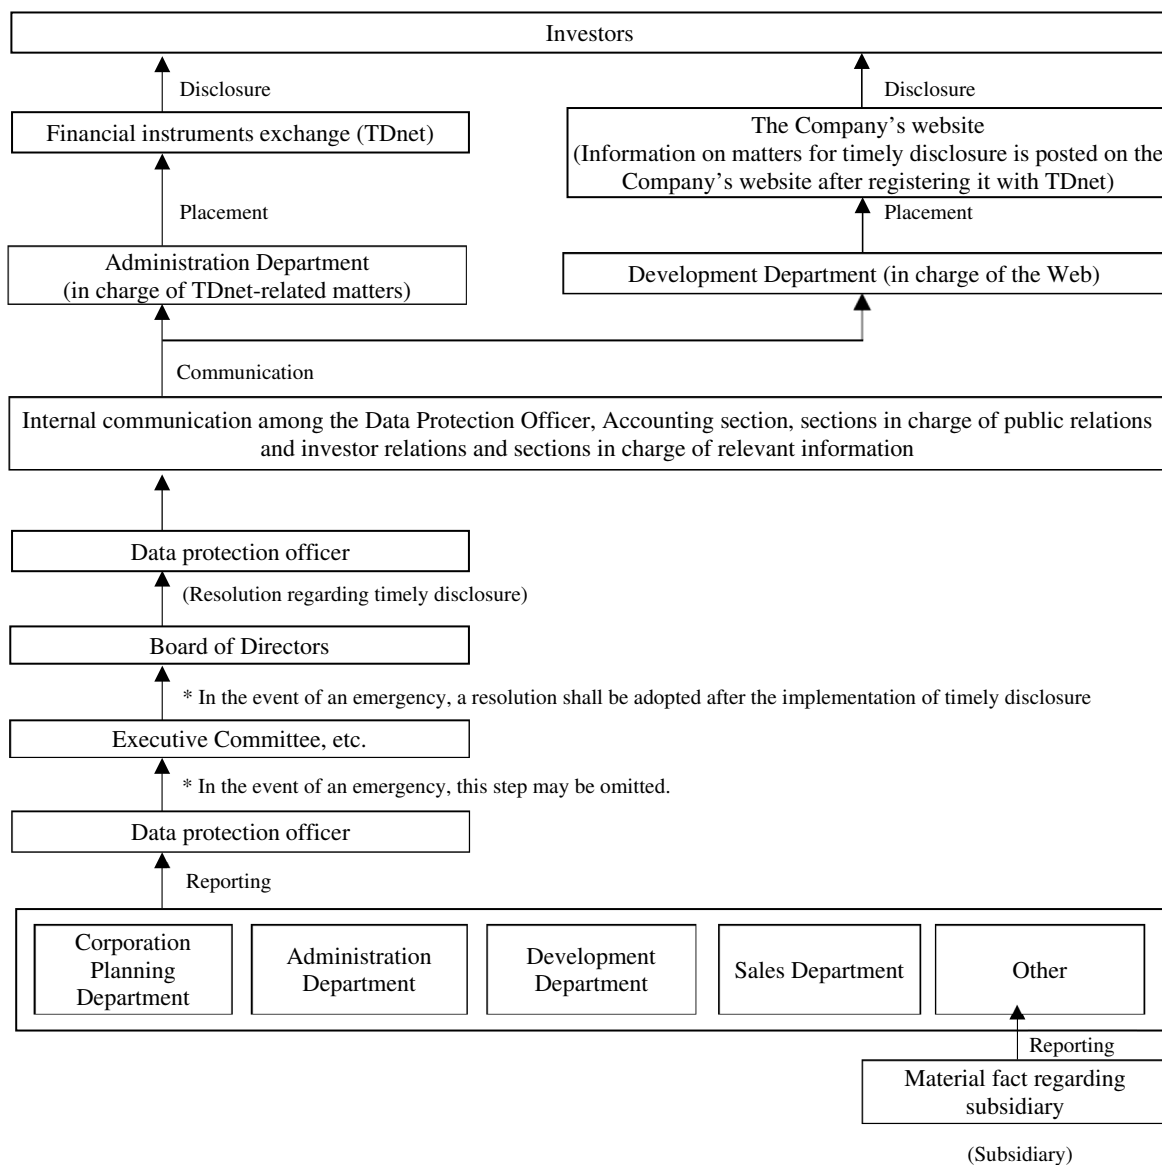 Investors
Disclosure
Disclosure
Financial instruments exchange (TDnet)
The Company’s website
(Information on matters for timely disclosure is posted on the
Company’s website after registering it with TDnet)
Placement
Placement
Administration Department
(in charge of TDnet-related matters)
Development Department (in charge of the Web)
Communication
Internal communication among the Data Protection Officer, Accounting section, sections in charge of public relations
and investor relations and sections in charge of relevant information
Data protection officer
(Resolution regarding timely disclosure)
Board of Directors
* In the event of an emergency, a resolution shall be adopted after the implementation of timely disclosure
Executive Committee, etc.
* In the event of an emergency, this step may be omitted.
Data protection officer
Reporting
Corporation
Planning
Department
Administration
Department
Development
Department
Sales Department
Other
Reporting
Material fact regarding
subsidiary
(Subsidiary)